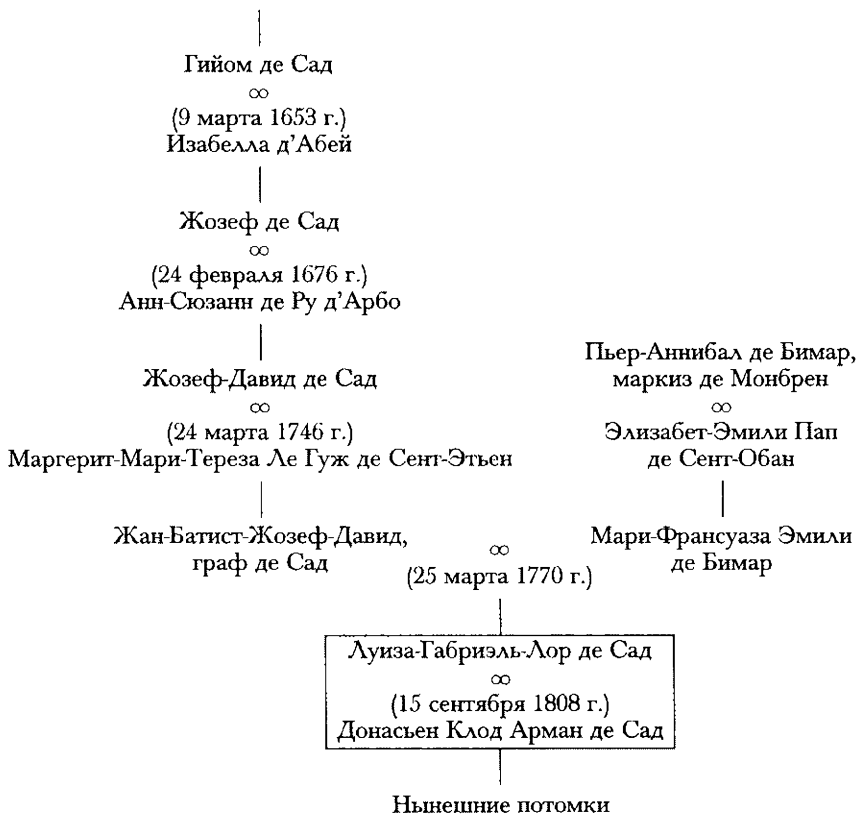 Гийом де Сад
∞
(9 марта 1653 г.)
Изабелла д'Абей
Жозеф де Сад
∞
(24 февраля 1676 г.)
Анн-Сюзанн де Ру д'Арбо
Жозеф-Давид де Сад
∞
(24 марта 1746 г.)
Маргерит-Мари-Тереза Ле Гуж де Сент-Этьен
Пьер-Аннибал де Бимар,
маркиз де Монбрен
∞
Элизабет-Эмили Пап
де Сент-Обан
Жан-Батист-Жозеф-Давид,
граф де Сад
∞
(25 марта 1770 г.)
Мари-Франсуаза Эмили
де Бимар
Луиза-Габриэль-Лор де Сад
∞
(15 сентября 1808 г.)
Донасьен Клод Арман де Сад
Нынешние потомки